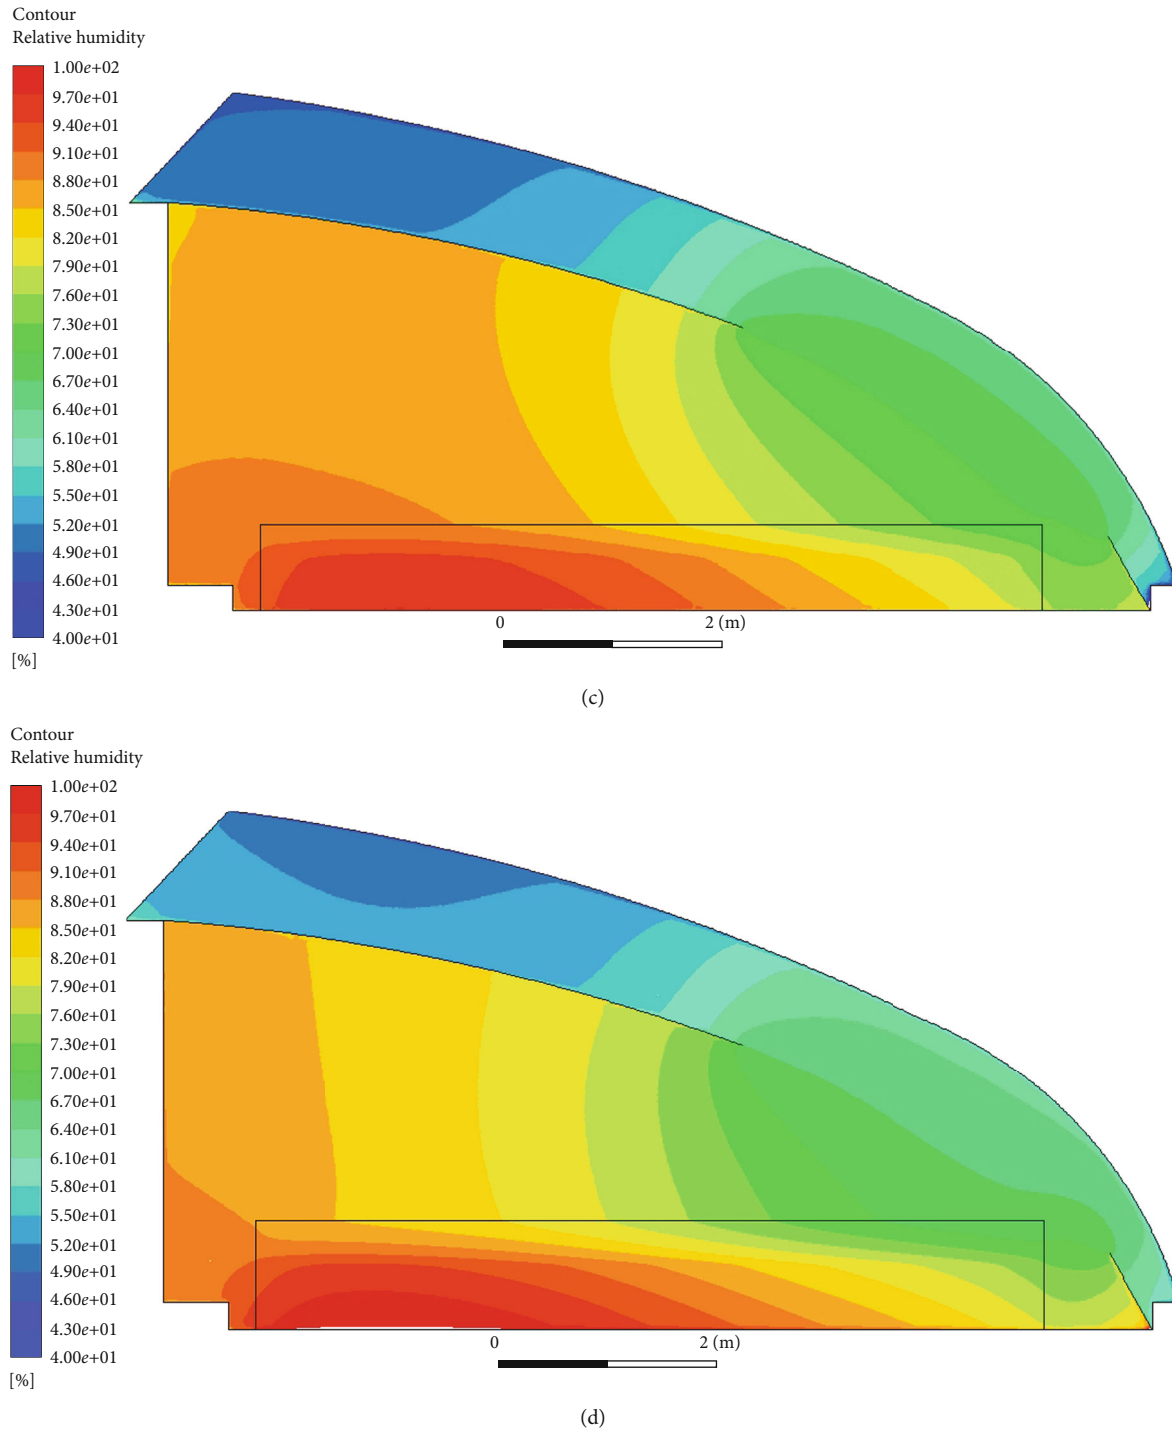 Contour
Relative humidity
1.00e+02
9.70e+01
9.40e+01
9.10e+01
8.80e+01
8.50e+01
8.20e+01
7.90e+01
7.60e+01
7.30e+01
7.00e+01
6.70e+01
6.40e+01
6.10e+01
5.80e+01
5.50e+01
5.20e+01
4.90e+01
4.60e+01
4.30e+01
4.00e+01
[%]
0 2 (m)
(c)
Contour
Relative humidity
1.00e+02
9.70e+01
9.40e+01
9.10e+01
8.80e+01
8.50e+01
8.20e+01
7.90e+01
7.60e+01
7.30e+01
7.00e+01
6.70e+01
6.40e+01
6.10e+01
5.80e+01
5.50e+01
5.20e+01
4.90e+01
4.60e+01
4.30e+01
4.00e+01
[%]
0 2 (m)
(d)